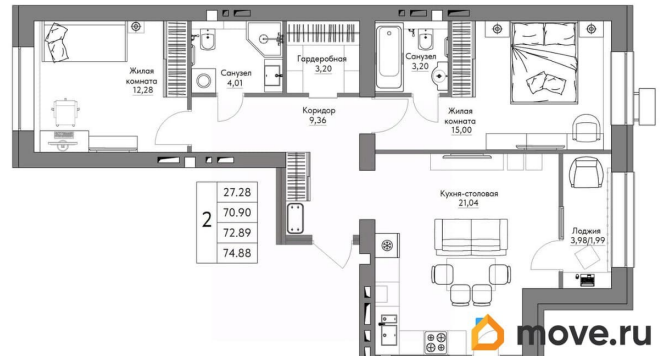 Жилая
комната
12,28
Санузел
4,01
Гардеробная
3,20
Санузел
3,20
Коридор
9,36
Жилая
комната
15,00
Кухня-столовая
21,04
Лоджия
3,98/1,99
2
27.28
70.90
72.89
74.88
move.ru